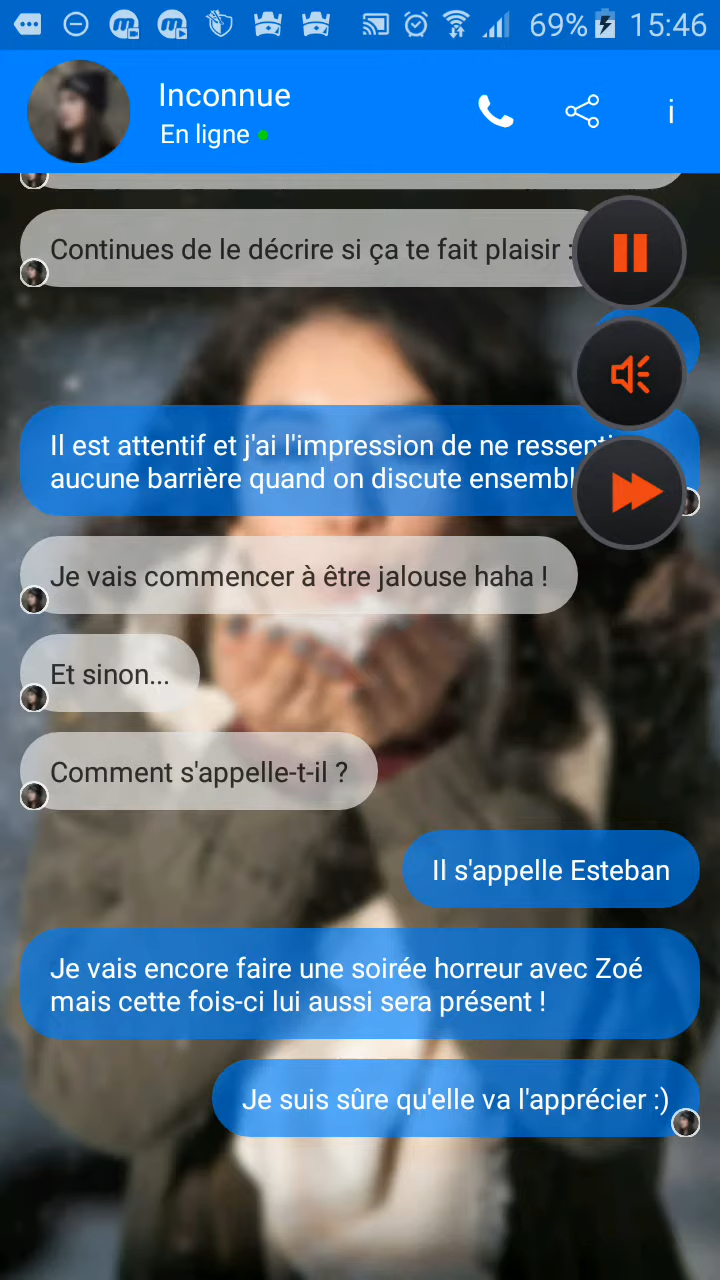 69% 15:46
Inconnue
En ligne
i
Continues de le décrire si ça te fait plaisir :
Il est attentif et j'ai l'impression de ne
aucune barrière quand on discute
Je vais commencer à être jalouse haha !
Et sinon...
Comment s'appelle-t-il ?
Il s'appelle Esteban
Je vais encore faire une soirée horreur avec Zoé
mais cette fois-ci lui aussi sera présent !
Je suis sûre qu'elle va l'apprécier :)